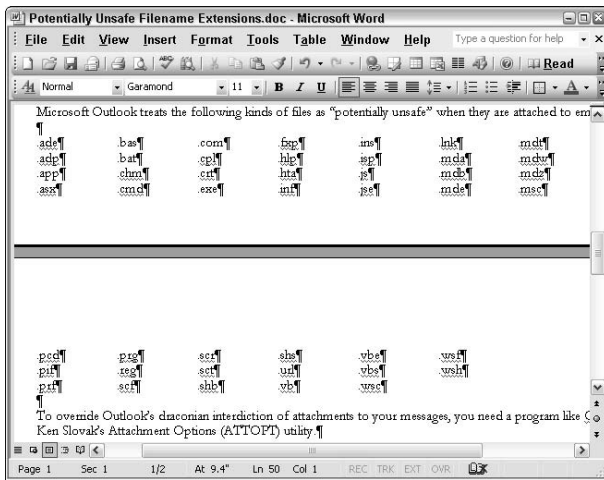 Potentially Unsafe Filename Extensions.doc - Microsoft Word
File Edit View Insert Format Tools Table Window Help Type a question for help
Read
Normal Garamond 11 B I U A
Microsoft Outlook treats the following kinds of files as “potentially unsafe” when they are attached to em
¶
.ade¶ .bas¶ .com¶ .fxp¶ .ins¶ .lnk¶ .mdt¶
.adp¶ .bat¶ .cpl¶ .hlp¶ .isp¶ .mda¶ .mdw¶
.app¶ .chm¶ .crt¶ .hta¶ .js¶ .mdb¶ .mdz¶
.asx¶ .cmd¶ .exe¶ .inf¶ .jse¶ .mde¶ .msc¶
.pcd¶ .prg¶ .scr¶ .shs¶ .vbe¶ .wsf¶
.pif¶ .reg¶ .sct¶ .url¶ .vbs¶ .wsh¶
.prf¶ .scf¶ .shb¶ .vb¶ .wsc¶
¶
To override Outlook's draconian interdiction of attachments to your messages, you need a program like
Ken Slovak's Attachment Options (ATTOPT) utility.¶
Page 1 Sec 1 1/2 At 9.4" Ln 50 Col 1 REC TRK EXT OVR